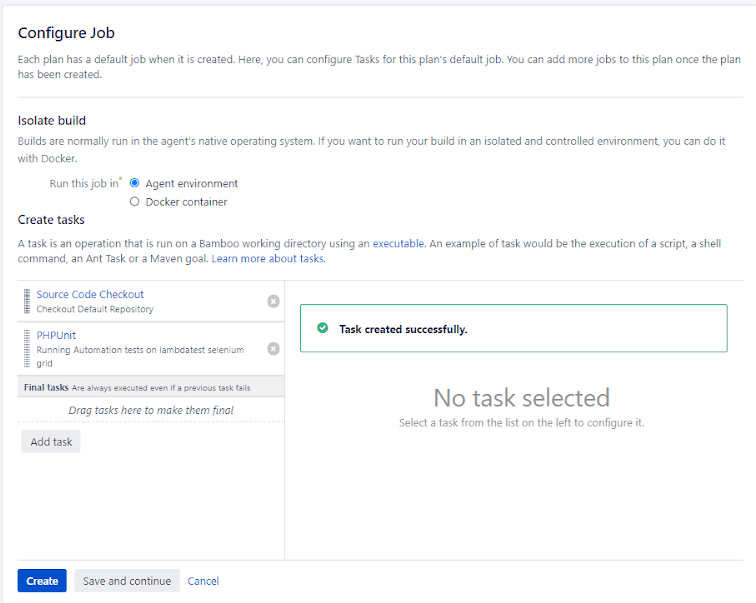 Configure Job
Each plan has a default job when it is created. Here, you can configure Tasks for this plan's default job. You can add more jobs to this plan once the plan
has been created.
Isolate build
Builds are normally run in the agent's native operating system. If you want to run your build in an isolated and controlled environment, you can do it
with Docker.
Run this job in* Agent environment
Docker container
Create tasks
A task is an operation that is run on a Bamboo working directory using an executable. An example of task would be the execution of a script, a shell
command, an Ant Task or a Maven goal. Learn more about tasks.
Source Code Checkout
Checkout Default Repository
PHPUnit
Running Automation tests on lambdatest selenium
grid
Final tasks Are always executed even if a previous task fails
Drag tasks here to make them final
Add task
Task created successfully.
No task selected
Select a task from the list on the left to configure it.
Create Save and continue Cancel